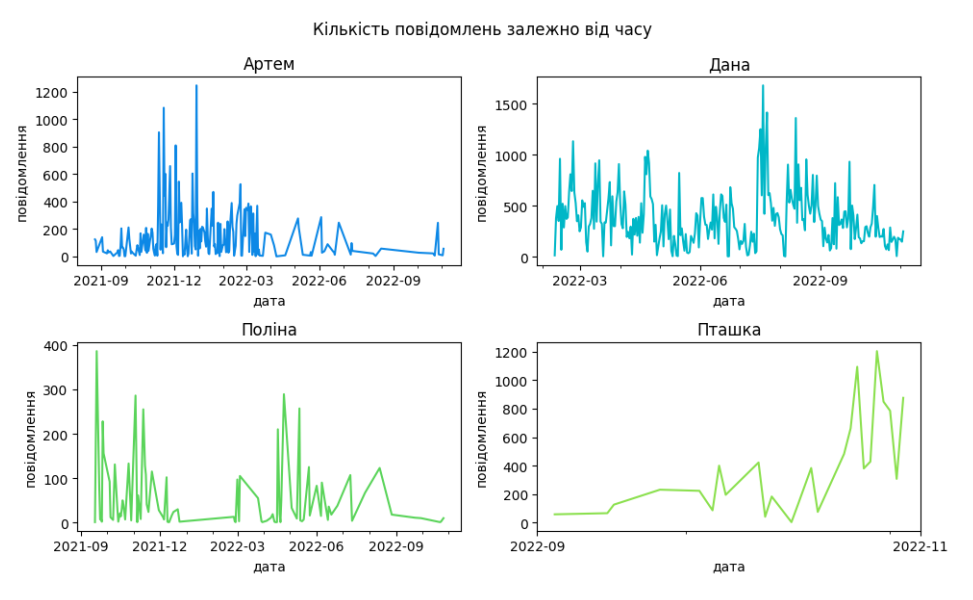 Кількість повідомлень залежно від часу
Артем
повідомлення
1200
1000
800
600
400
200
0
2021-09 2021-12 2022-03 2022-06 2022-09
дата
Дана
повідомлення
1500
1000
500
0
2022-03 2022-06 2022-09
дата
Поліна
повідомлення
400
300
200
100
0
2021-09 2021-12 2022-03 2022-06 2022-09
дата
Пташка
повідомлення
1200
1000
800
600
400
200
0
2022-09 2022-11
дата